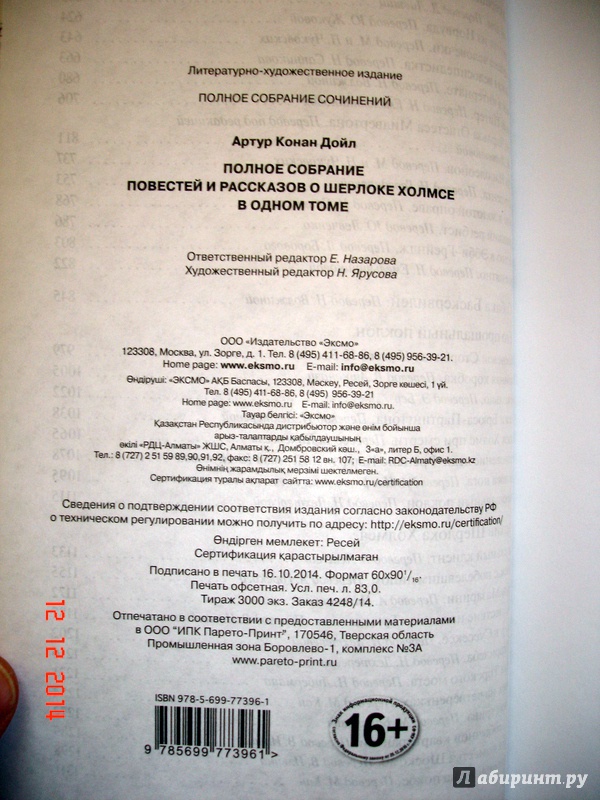 Литературно-художественное издание
ПОЛНОЕ СОБРАНИЕ СОЧИНЕНИЙ
Артур Конан Дойл
ПОЛНОЕ СОБРАНИЕ
ПОВЕСТЕЙ И РАССКАЗОВ О ШЕРЛОКЕ ХОЛМСЕ
В ОДНОМ ТОМЕ
Ответственный редактор Е. Назарова
Художественный редактор Н. Ярусова
ООО «Издательство «Эксмо»
123308, Москва, ул. Зорге, д. 1. Тел. 8 (495) 411-68-86, 8 (495) 956-39-21.
Home page: www.eksmo.ru E-mail: info@eksmo.ru
Өндіруші: «ЭКСМО» АҚБ Баспасы, 123308, Мәскеу, Ресей, Зорге көшесі, 1 үй.
Тел. 8 (495) 411-68-86, 8 (495) 956-39-21
Home page: www.eksmo.ru E-mail: info@eksmo.ru.
Тауар белгісі: «Эксмо»
Қазақстан Республикасында дистрибьютор және өнім бойынша
арыз-талаптарды қабылдаушының
өкілі «РДЦ-Алматы» ЖШС, Алматы қ., Домбровский көш., 3«а», литер Б, офис 1.
Тел.: 8 (727) 2 51 59 89,90,91,92, факс: 8 (727) 251 58 12 вн. 107; E-mail: RDC-Almaty@eksmo.kz
Өнімнің жарамдылық мерзімі шектелмеген.
Сертификация туралы ақпарат сайтта: www.eksmo.ru/certification
Сведения о подтверждении соответствия издания согласно законодательству РФ
о техническом регулировании можно получить по адресу: http://eksmo.ru/certification/
Өндірген мемлекет: Ресей
Сертификация қарастырылмаған
Подписано в печать 16.10.2014. Формат 60x90 1/16.
Печать офсетная. Усл. печ. л. 83,0.
Тираж 3000 экз. Заказ 4248/14.
Отпечатано в соответствии с предоставленными материалами
в ООО "ИПК Парето-Принт", 170546, Тверская область
Промышленная зона Боровлево-1, комплекс №3А
www.pareto-print.ru
ISBN 978-5-699-77396-1
9 785699 773961
16+
12 12 2014
Лабиринт.ру